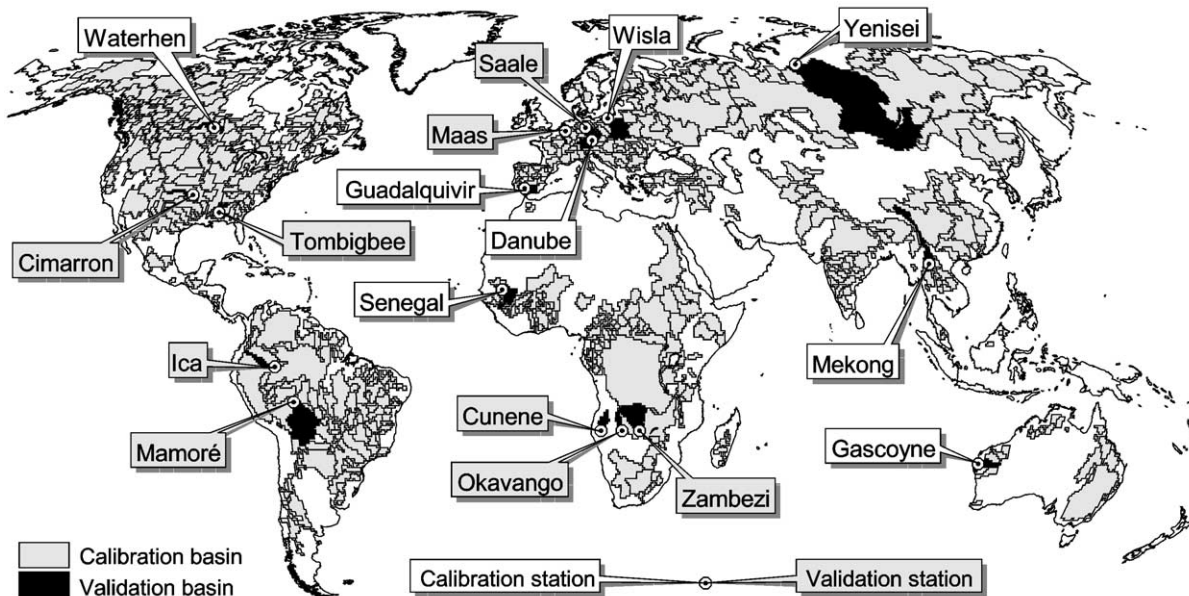 Waterhen
Wisla
Yenisei
Saale
Maas
Guadalquivir
Danube
Cimarron
Tombigbee
Senegal
Ica
Mekong
Mamoré
Cunene
Gascoyne
Okavango
Zambezi
Calibration basin
Validation basin
Calibration station
Validation station